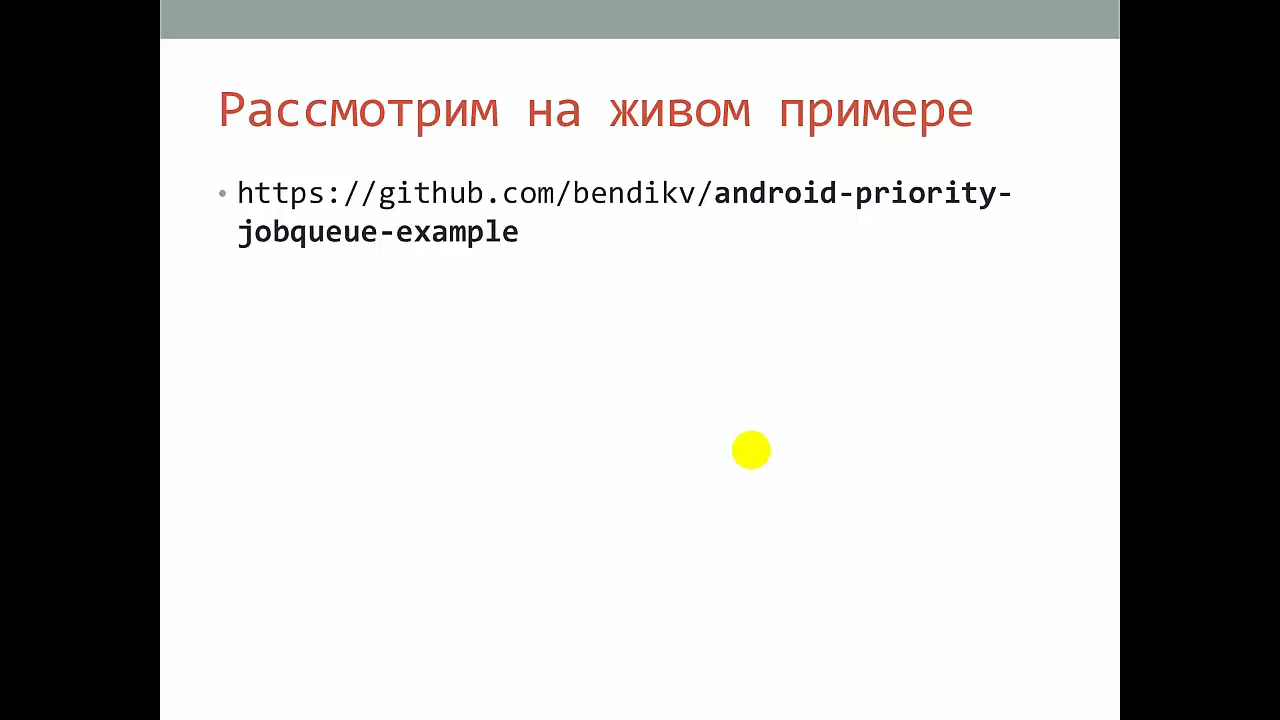 Рассмотрим на живом примере
• https://github.com/bendikv/android-priority-
jobqueue-example